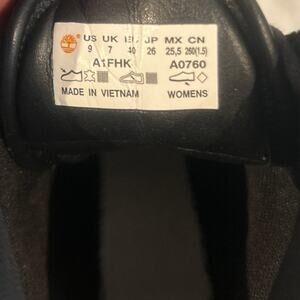 US UK EU JP MX CN
9 7 40 26 25,5 260(1.5)
A1FHK A0760
MADE IN VIETNAM WOMENS